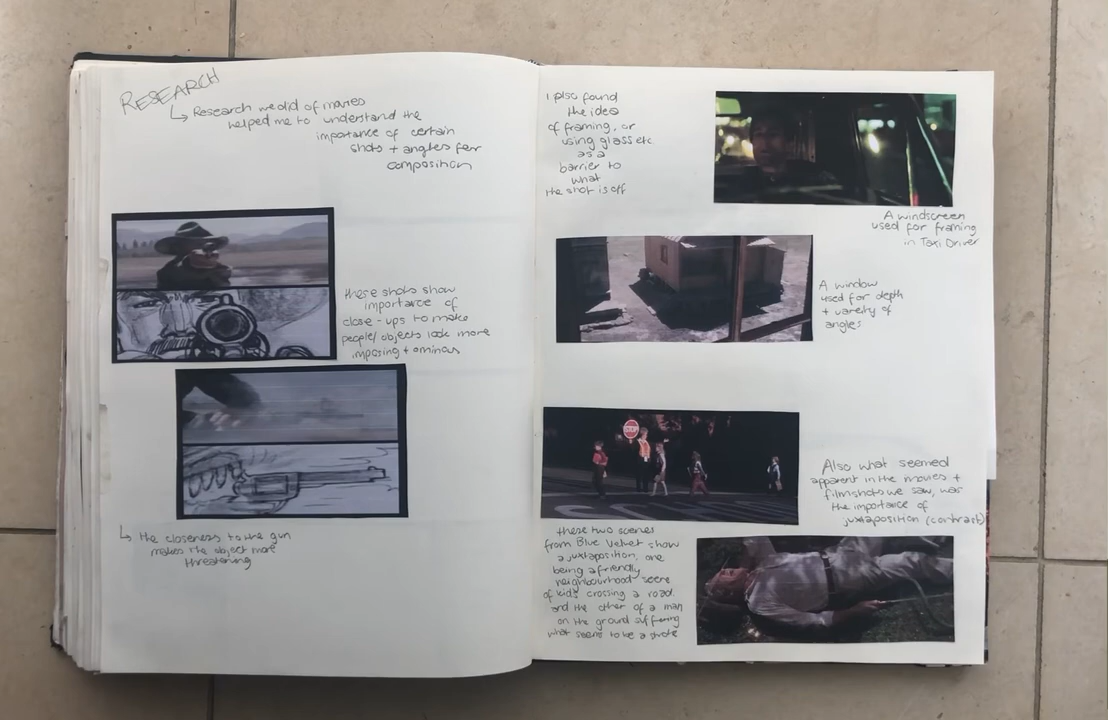 RESEARCH
Research we did of movies
helped me to understand the
importance of certain
shots + angles for
composition
these shots show
importance of
close-ups to make
people/objects look more
imposing + ominous
the closeness to the gun
makes the object more
threatening
I also found
the idea
of framing, or
using glass etc
as a
barrier to
what
the shot is off
A windscreen
used for framing
in Taxi Driver
A window
used for depth
+ variety of
angles
STOP
Also what seemed
apparent in the movies +
film shots we saw, was
the importance of
juxtaposition (contrast)
these two scenes
from Blue Velvet show
a juxtaposition, one
being a friendly
neighbourhood scene
of kids crossing a road.
and the other of a man
on the ground suffering
what seems to be a stroke